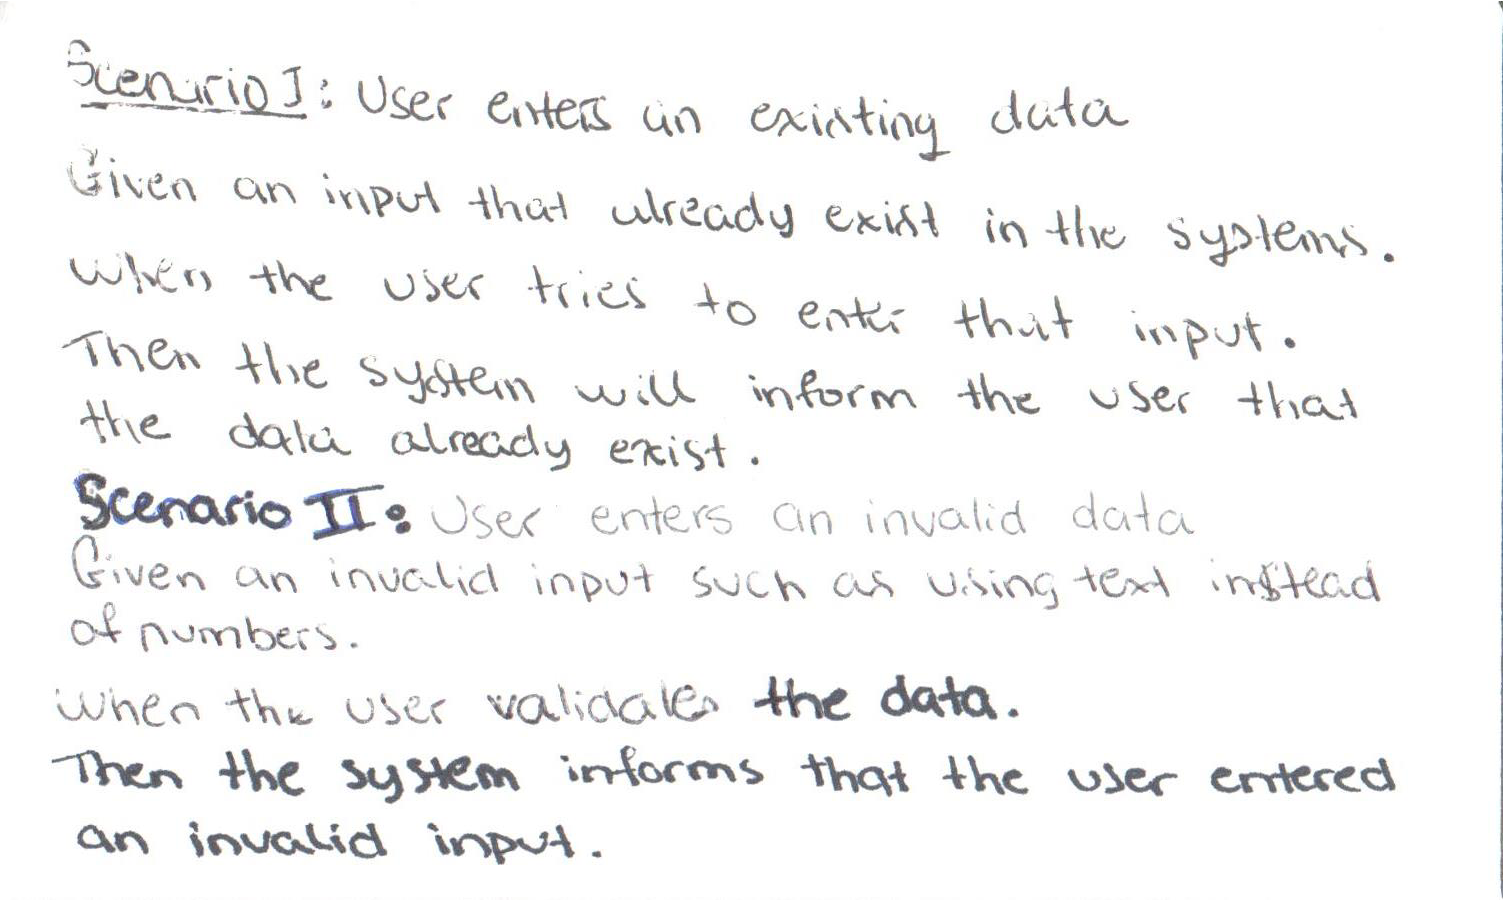 Scenario I: User enters an existing data
Given an input that already exist in the systems.
When the user tries to enter that input.
Then the system will inform the user that
the data already exist.
Scenario II: User enters an invalid data
Given an invalid input such as using text instead
of numbers.
When the user validates the data.
Then the system informs that the user entered
an invalid input.